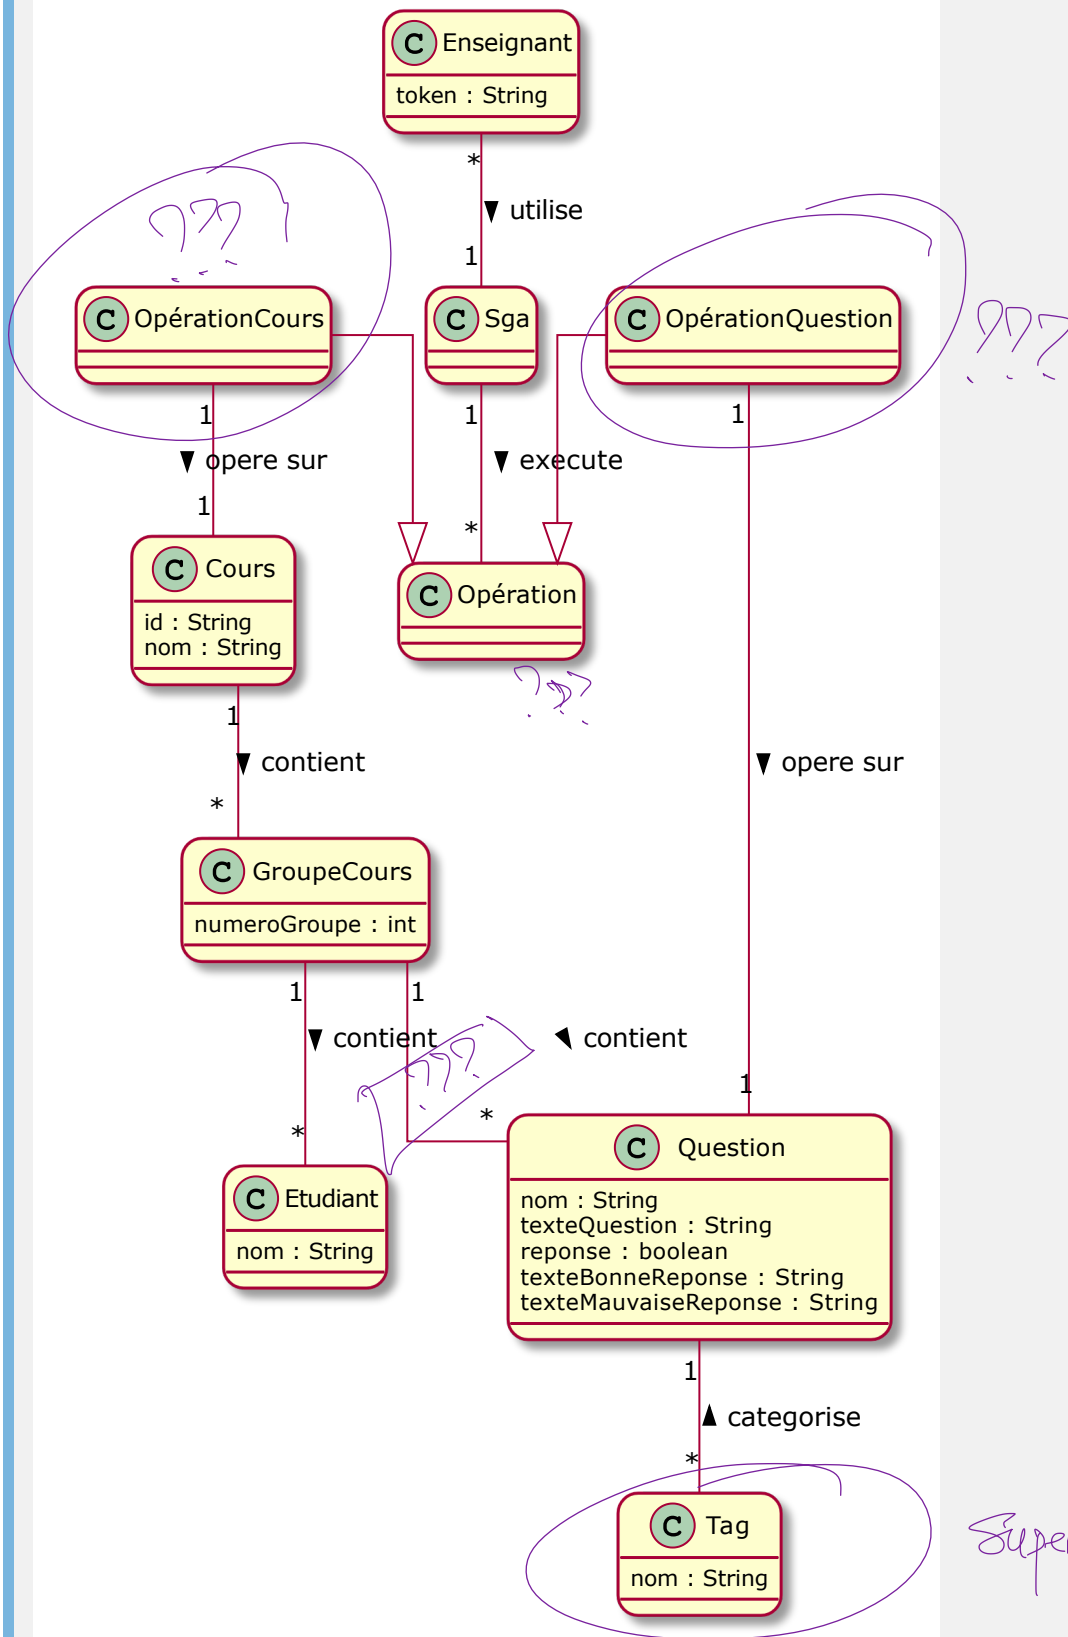 C Enseignant
token : String
*
utilise
???
1
C OpérationCours
C Sga
C OpérationQuestion
???
1
1
1
opere sur
execute
1
*
C Cours
id : String
nom : String
C Opération
???
1
contient
opere sur
*
C GroupeCours
numeroGroupe : int
1
1
contient
contient
???
1
*
*
C Question
nom : String
texteQuestion : String
reponse : boolean
texteBonneReponse : String
texteMauvaiseReponse : String
C Etudiant
nom : String
1
categorise
*
C Tag
nom : String
Super